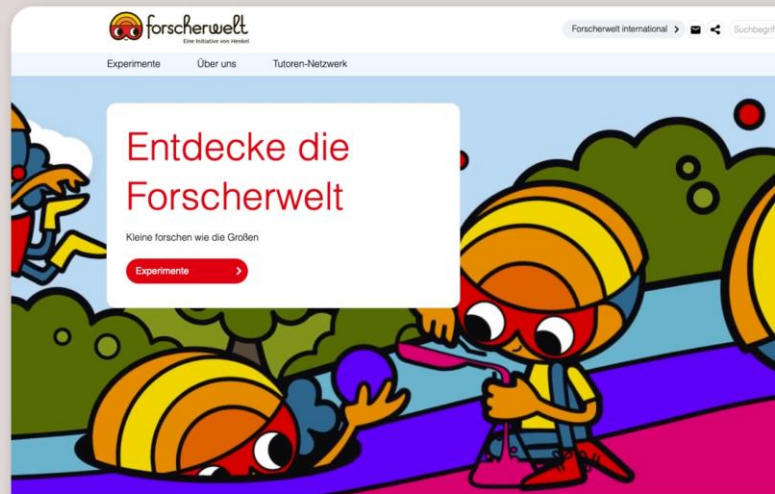 forscherwelt
Eine Initiative von Henkel
Forscherwelt international
Experimente Über uns Tutoren-Netzwerk
Entdecke die
Forscherwelt
Kleine forschen wie die Großen
Experimente